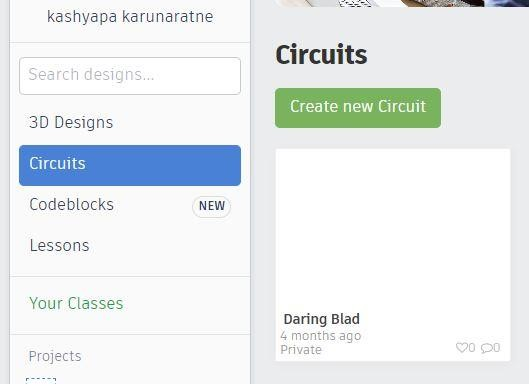 kashyapa karunaratne
Search designs...
3D Designs
Circuits
Codeblocks NEW
Lessons
Your Classes
Projects
Circuits
Create new Circuit
Daring Blad
4 months ago
Private
0 0